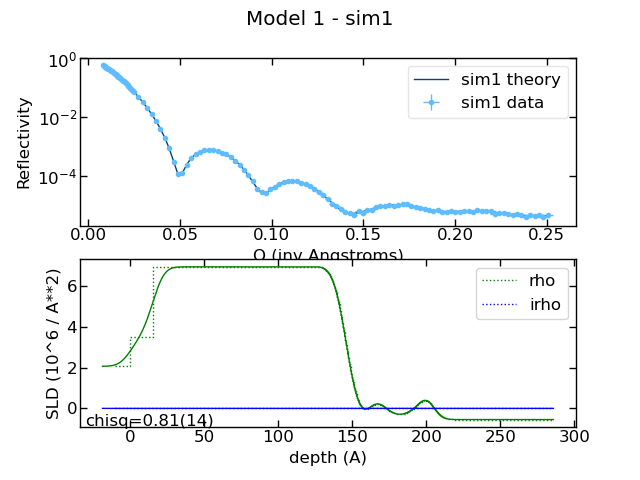 Model 1 - sim1
10^0
10^-2
10^-4
Reflectivity
sim1 theory
sim1 data
0.00 0.05 0.10 0.15 0.20 0.25
Q (inv Angstroms)
6
4
2
0
SLD (10^6 / A**2)
rho
irho
chisq=0.81(14)
0 50 100 150 200 250 300
depth (A)